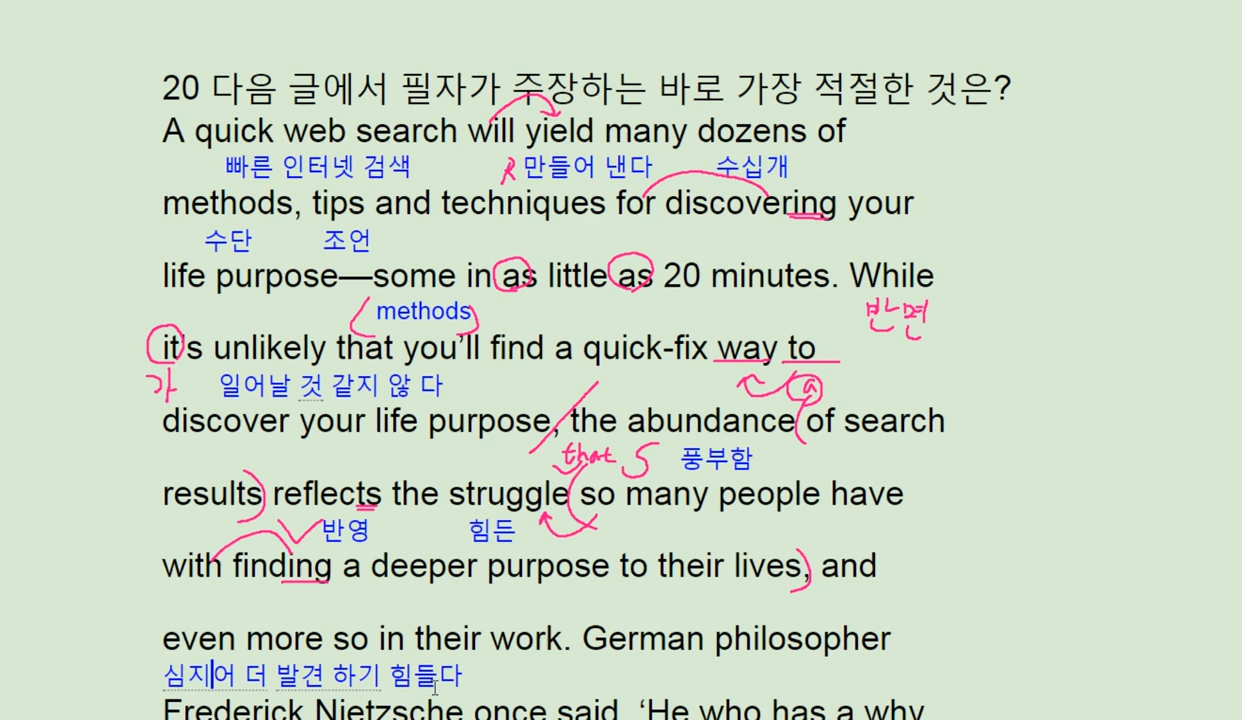 20 다음 글에서 필자가 주장하는 바로 가장 적절한 것은?
A quick web search will yield many dozens of
빠른 인터넷 검색 R 만들어 낸다 수십개
methods, tips and techniques for discovering your
수단 조언
life purpose—some in as little as 20 minutes. While
methods 반면
it's unlikely that you'll find a quick-fix way to
가 일어날 것 같지 않 다
discover your life purpose, the abundance of search
that S 풍부함
results reflects the struggle so many people have
반영 힘든
with finding a deeper purpose to their lives, and
even more so in their work. German philosopher
심지어 더 발견 하기 힘들다
Frederick Nietzsche once said, ‘He who has a why